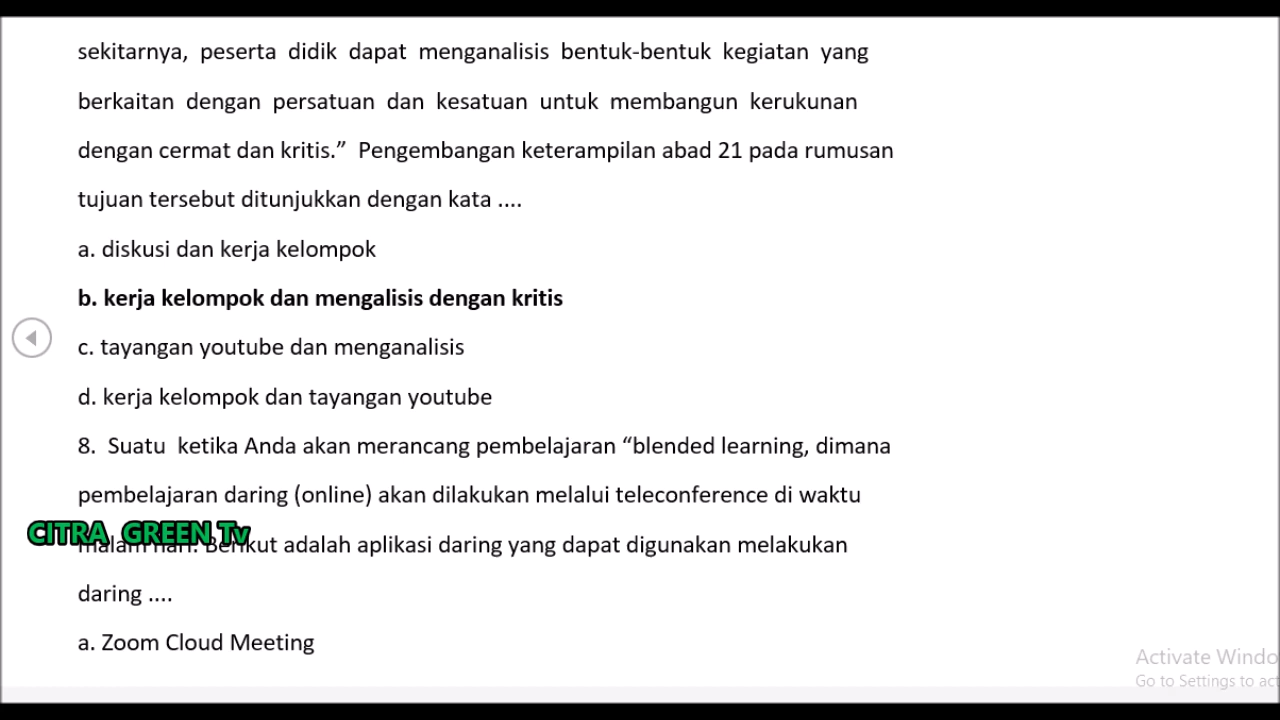 sekitarnya, peserta didik dapat menganalisis bentuk-bentuk kegiatan yang
berkaitan dengan persatuan dan kesatuan untuk membangun kerukunan
dengan cermat dan kritis.” Pengembangan keterampilan abad 21 pada rumusan
tujuan tersebut ditunjukkan dengan kata ....
a. diskusi dan kerja kelompok
b. kerja kelompok dan mengalisis dengan kritis
c. tayangan youtube dan menganalisis
d. kerja kelompok dan tayangan youtube
8. Suatu ketika Anda akan merancang pembelajaran “blended learning, dimana
pembelajaran daring (online) akan dilakukan melalui teleconference di waktu
CITRA GREEN Tv
malam hari. Berikut adalah aplikasi daring yang dapat digunakan melakukan
daring ....
a. Zoom Cloud Meeting
Activate Windo
Go to Settings to act